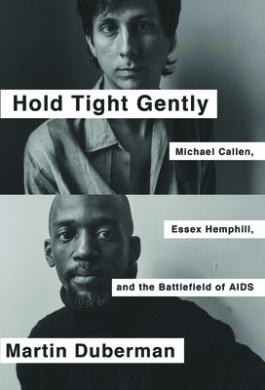 Hold Tight Gently
Michael Callen,
Essex Hemphill,
and the Battlefield of AIDS
Martin Duberman